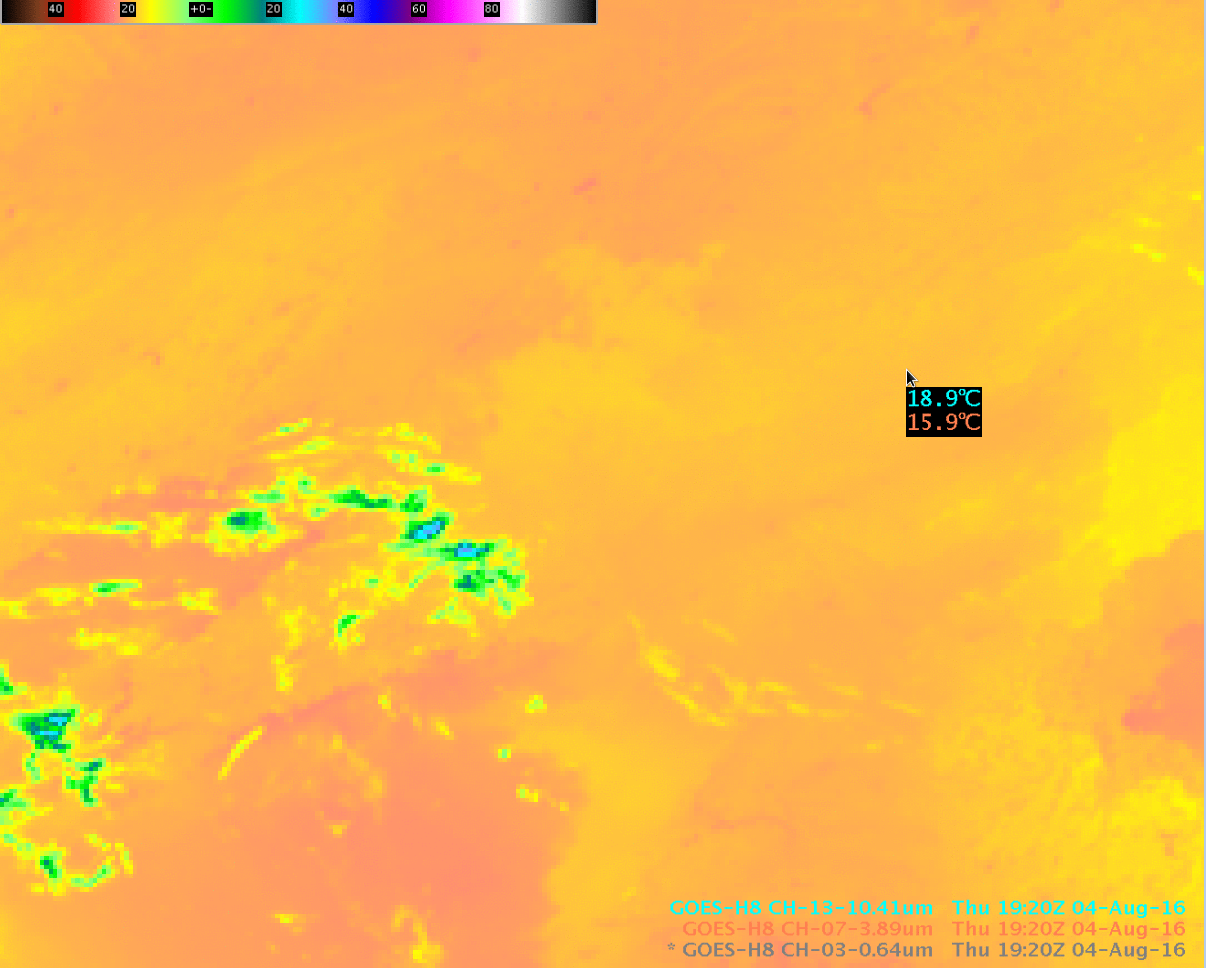 40 20 +0- 20 40 60 80
18.9℃
15.9℃
GOES-H8 CH-13-10.41um Thu 19:20Z 04-Aug-16
GOES-H8 CH-07-3.89um Thu 19:20Z 04-Aug-16
* GOES-H8 CH-03-0.64um Thu 19:20Z 04-Aug-16